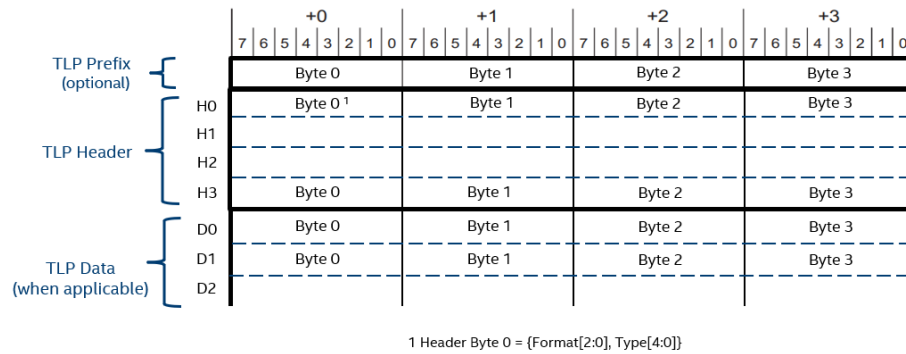 +0 +1 +2 +3
7 6 5 4 3 2 1 0 7 6 5 4 3 2 1 0 7 6 5 4 3 2 1 0 7 6 5 4 3 2 1 0
TLP Prefix
(optional)
Byte 0 Byte 1 Byte 2 Byte 3
TLP Header
H0 Byte 0 1 Byte 1 Byte 2 Byte 3
H1
H2
H3 Byte 0 Byte 1 Byte 2 Byte 3
TLP Data
(when applicable)
D0 Byte 0 Byte 1 Byte 2 Byte 3
D1 Byte 0 Byte 1 Byte 2 Byte 3
D2
1 Header Byte 0 = {Format[2:0], Type[4:0]}